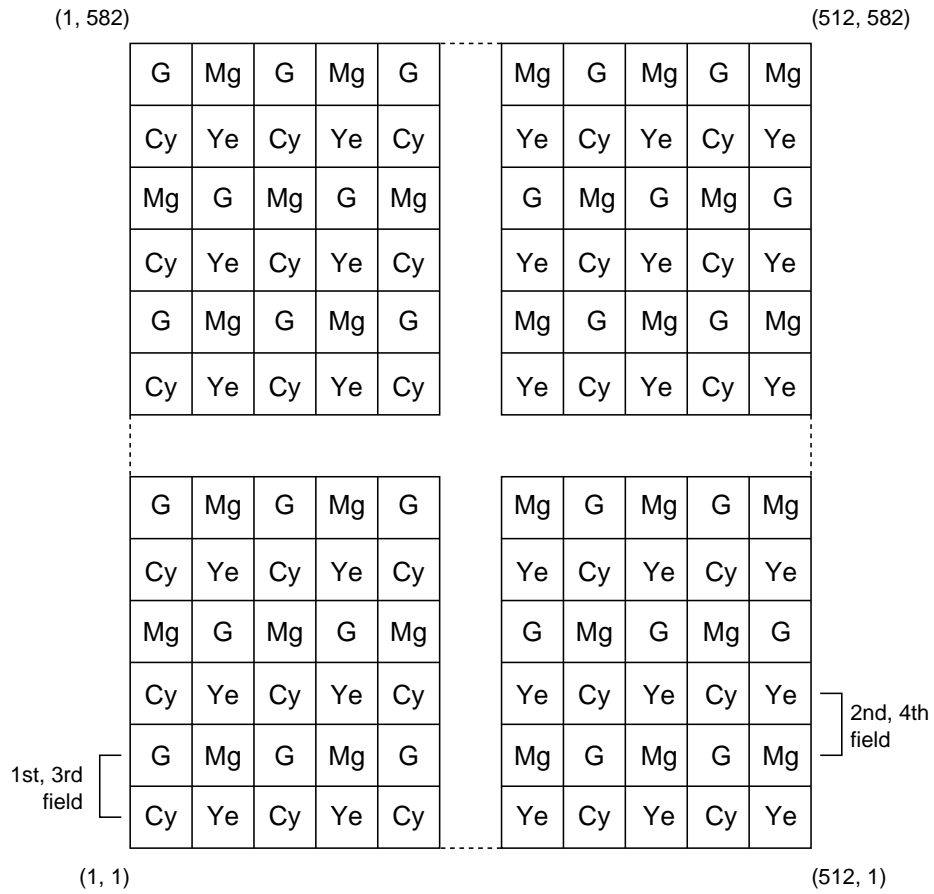 (1, 582) (512, 582)
G Mg G Mg G Mg G Mg G Mg
Cy Ye Cy Ye Cy Ye Cy Ye Cy Ye
Mg G Mg G Mg G Mg G Mg G
Cy Ye Cy Ye Cy Ye Cy Ye Cy Ye
G Mg G Mg G Mg G Mg G Mg
Cy Ye Cy Ye Cy Ye Cy Ye Cy Ye
G Mg G Mg G Mg G Mg G Mg
Cy Ye Cy Ye Cy Ye Cy Ye Cy Ye
Mg G Mg G Mg G Mg G Mg G
Cy Ye Cy Ye Cy Ye Cy Ye Cy Ye
2nd, 4th
field
G Mg G Mg G Mg G Mg G Mg
1st, 3rd
field
Cy Ye Cy Ye Cy Ye Cy Ye Cy Ye
(1, 1) (512, 1)